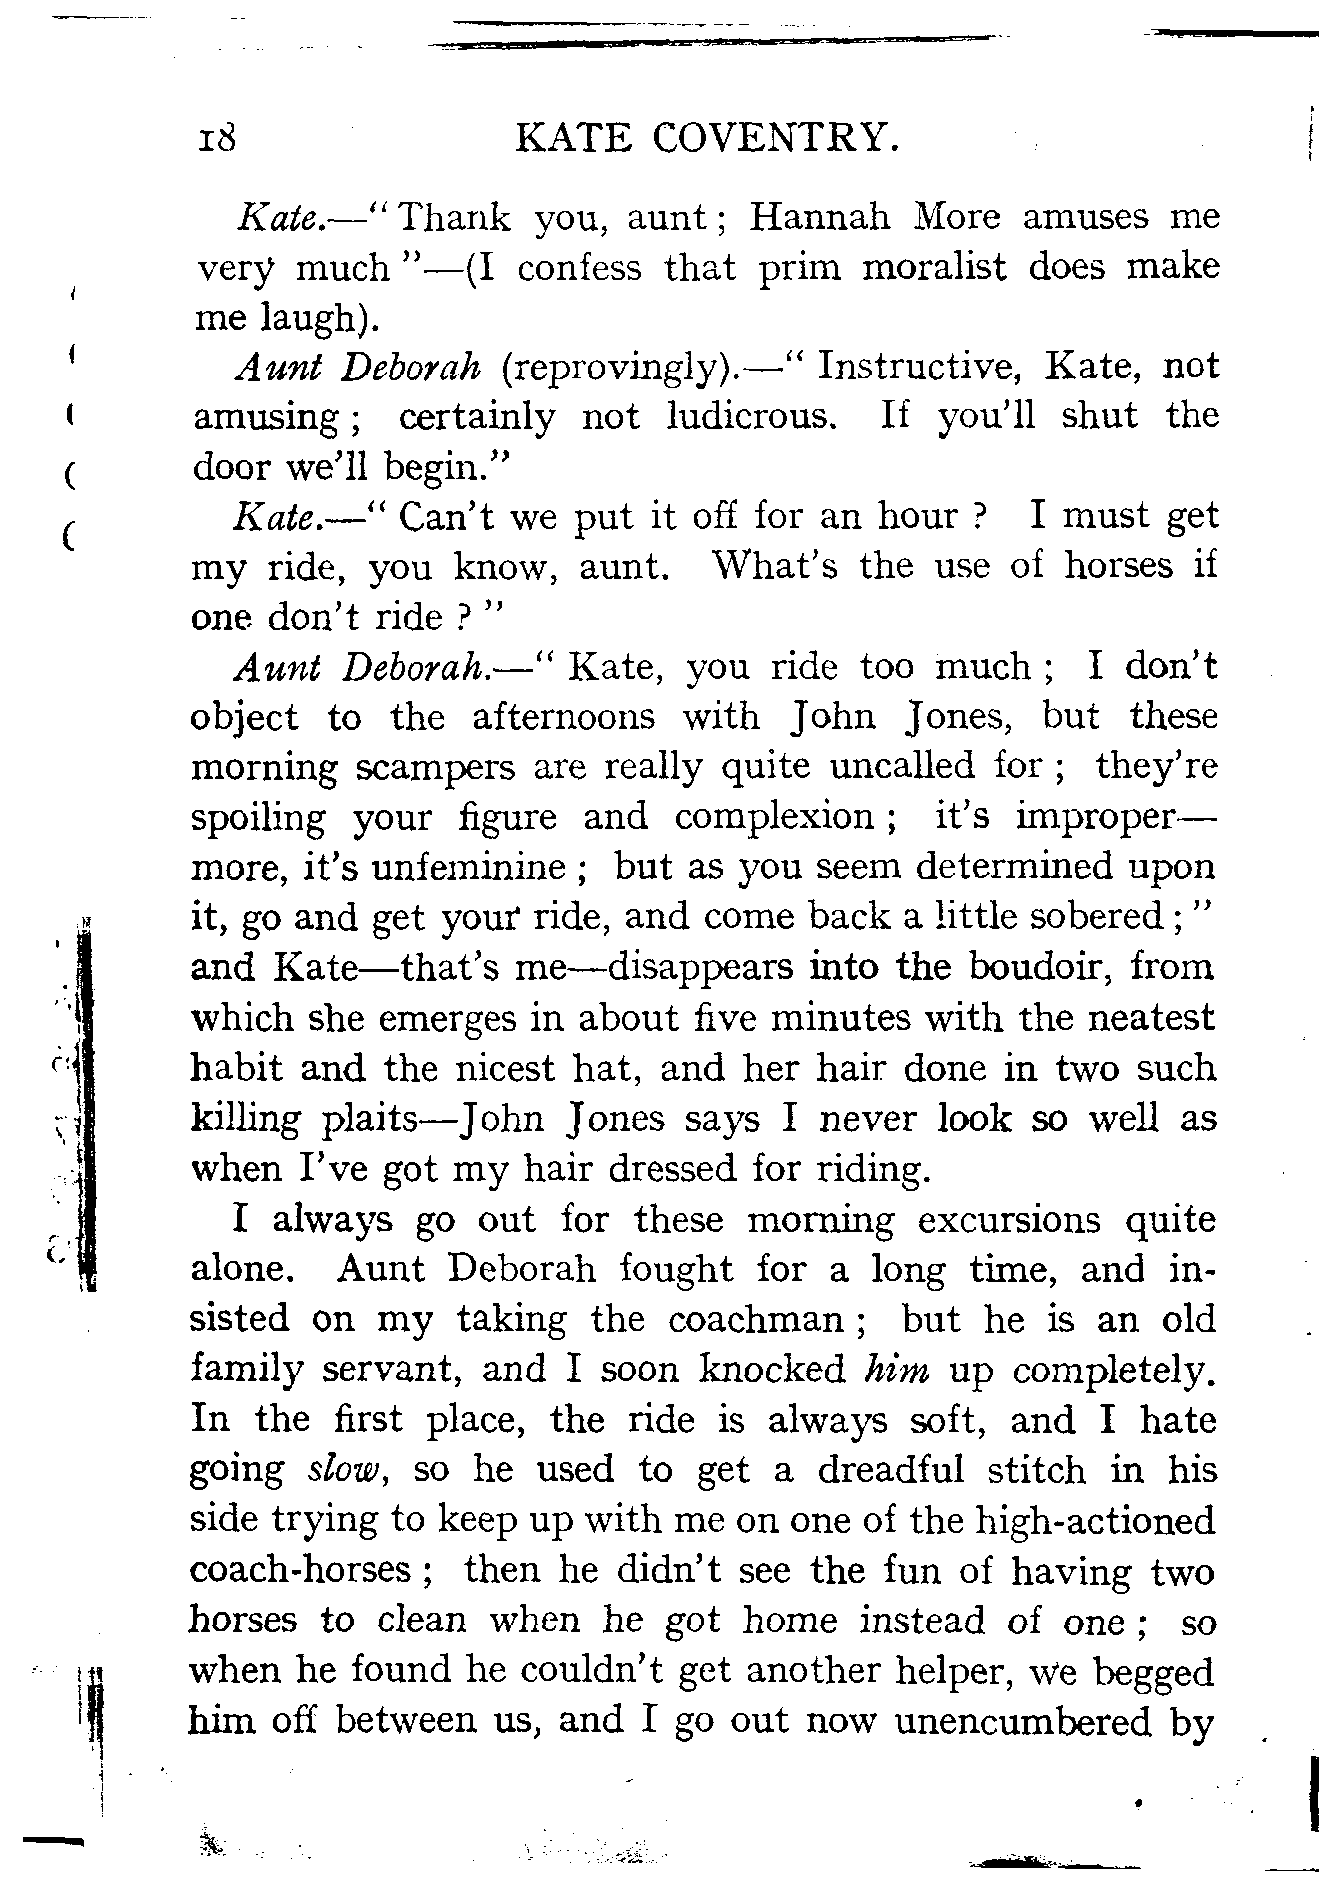 18 KATE COVENTRY.
Kate.—“Thank you, aunt; Hannah More amuses me
very much”—(I confess that prim moralist does make
me laugh).
Aunt Deborah (reprovingly).—“Instructive, Kate, not
amusing; certainly not ludicrous. If you’ll shut the
door we’ll begin.”
Kate.—“Can’t we put it off for an hour? I must get
my ride, you know, aunt. What’s the use of horses if
one don’t ride?”
Aunt Deborah.—“Kate, you ride too much; I don’t
object to the afternoons with John Jones, but these
morning scampers are really quite uncalled for; they’re
spoiling your figure and complexion; it’s improper—
more, it’s unfeminine; but as you seem determined upon
it, go and get your ride, and come back a little sobered;”
and Kate—that’s me—disappears into the boudoir, from
which she emerges in about five minutes with the neatest
habit and the nicest hat, and her hair done in two such
killing plaits—John Jones says I never look so well as
when I’ve got my hair dressed for riding.
I always go out for these morning excursions quite
alone. Aunt Deborah fought for a long time, and in-
sisted on my taking the coachman; but he is an old
family servant, and I soon knocked him up completely.
In the first place, the ride is always soft, and I hate
going slow, so he used to get a dreadful stitch in his
side trying to keep up with me on one of the high-actioned
coach-horses; then he didn’t see the fun of having two
horses to clean when he got home instead of one; so
when he found he couldn’t get another helper, we begged
him off between us, and I go out now unencumbered by